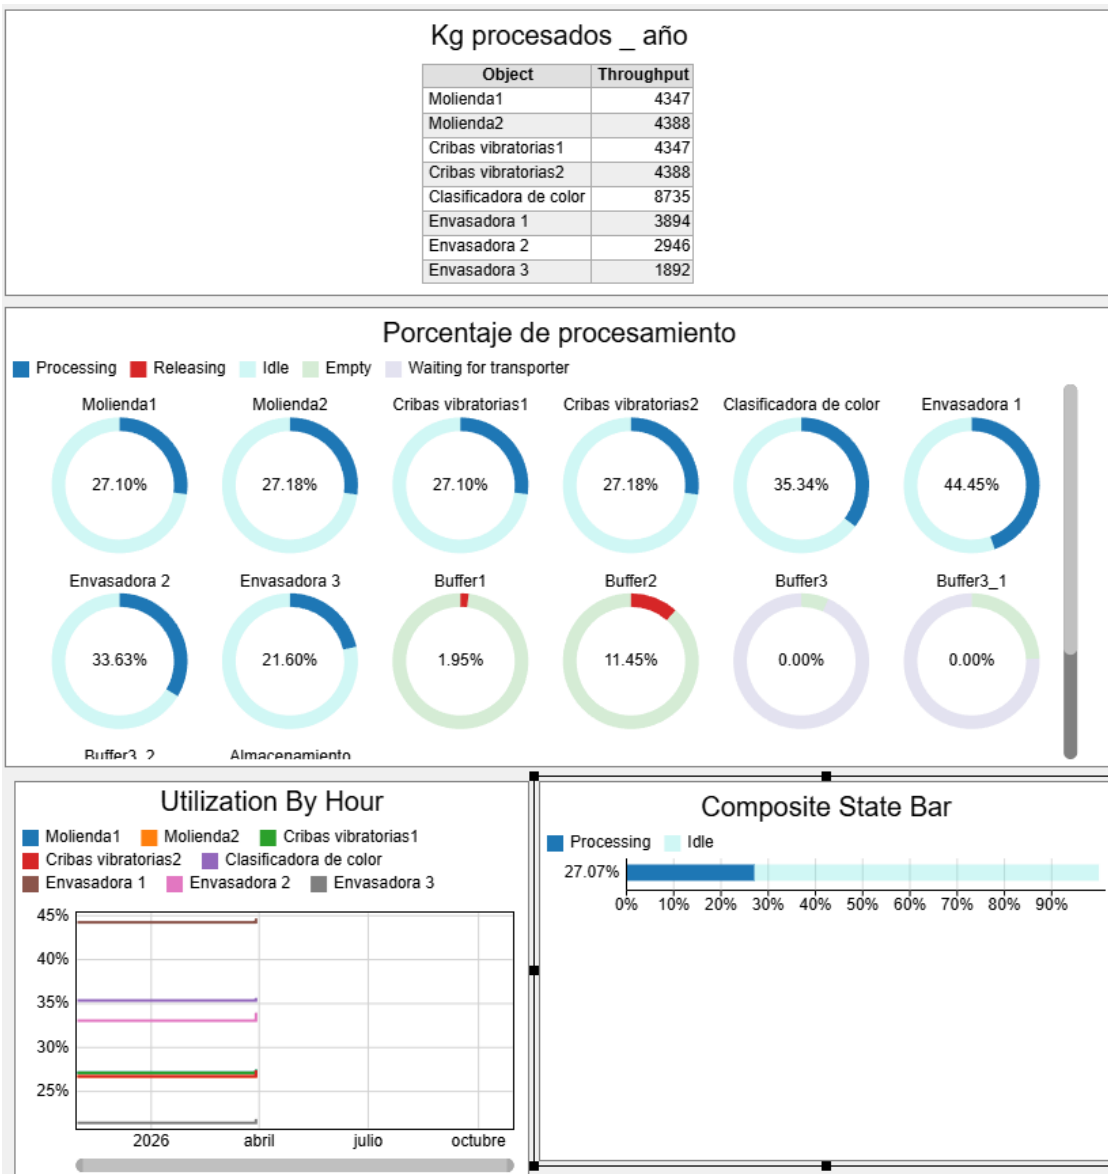 Kg procesados _ año
Object Throughput
Molienda1 4347
Molienda2 4388
Cribas vibratorias1 4347
Cribas vibratorias2 4388
Clasificadora de color 8735
Envasadora 1 3894
Envasadora 2 2946
Envasadora 3 1892
Porcentaje de procesamiento
Processing Releasing Idle Empty Waiting for transporter
Molienda1 Molienda2 Cribas vibratorias1 Cribas vibratorias2 Clasificadora de color Envasadora 1
27.10% 27.18% 27.10% 27.18% 35.34% 44.45%
Envasadora 2 Envasadora 3 Buffer1 Buffer2 Buffer3 Buffer3_1
33.63% 21.60% 1.95% 11.45% 0.00% 0.00%
Buffer3_2 Almacenamiento
Utilization By Hour
Molienda1 Molienda2 Cribas vibratorias1
Cribas vibratorias2 Clasificadora de color
Envasadora 1 Envasadora 2 Envasadora 3
45%
40%
35%
30%
25%
2026 abril julio octubre
Composite State Bar
Processing Idle
27.07%
0% 10% 20% 30% 40% 50% 60% 70% 80% 90%